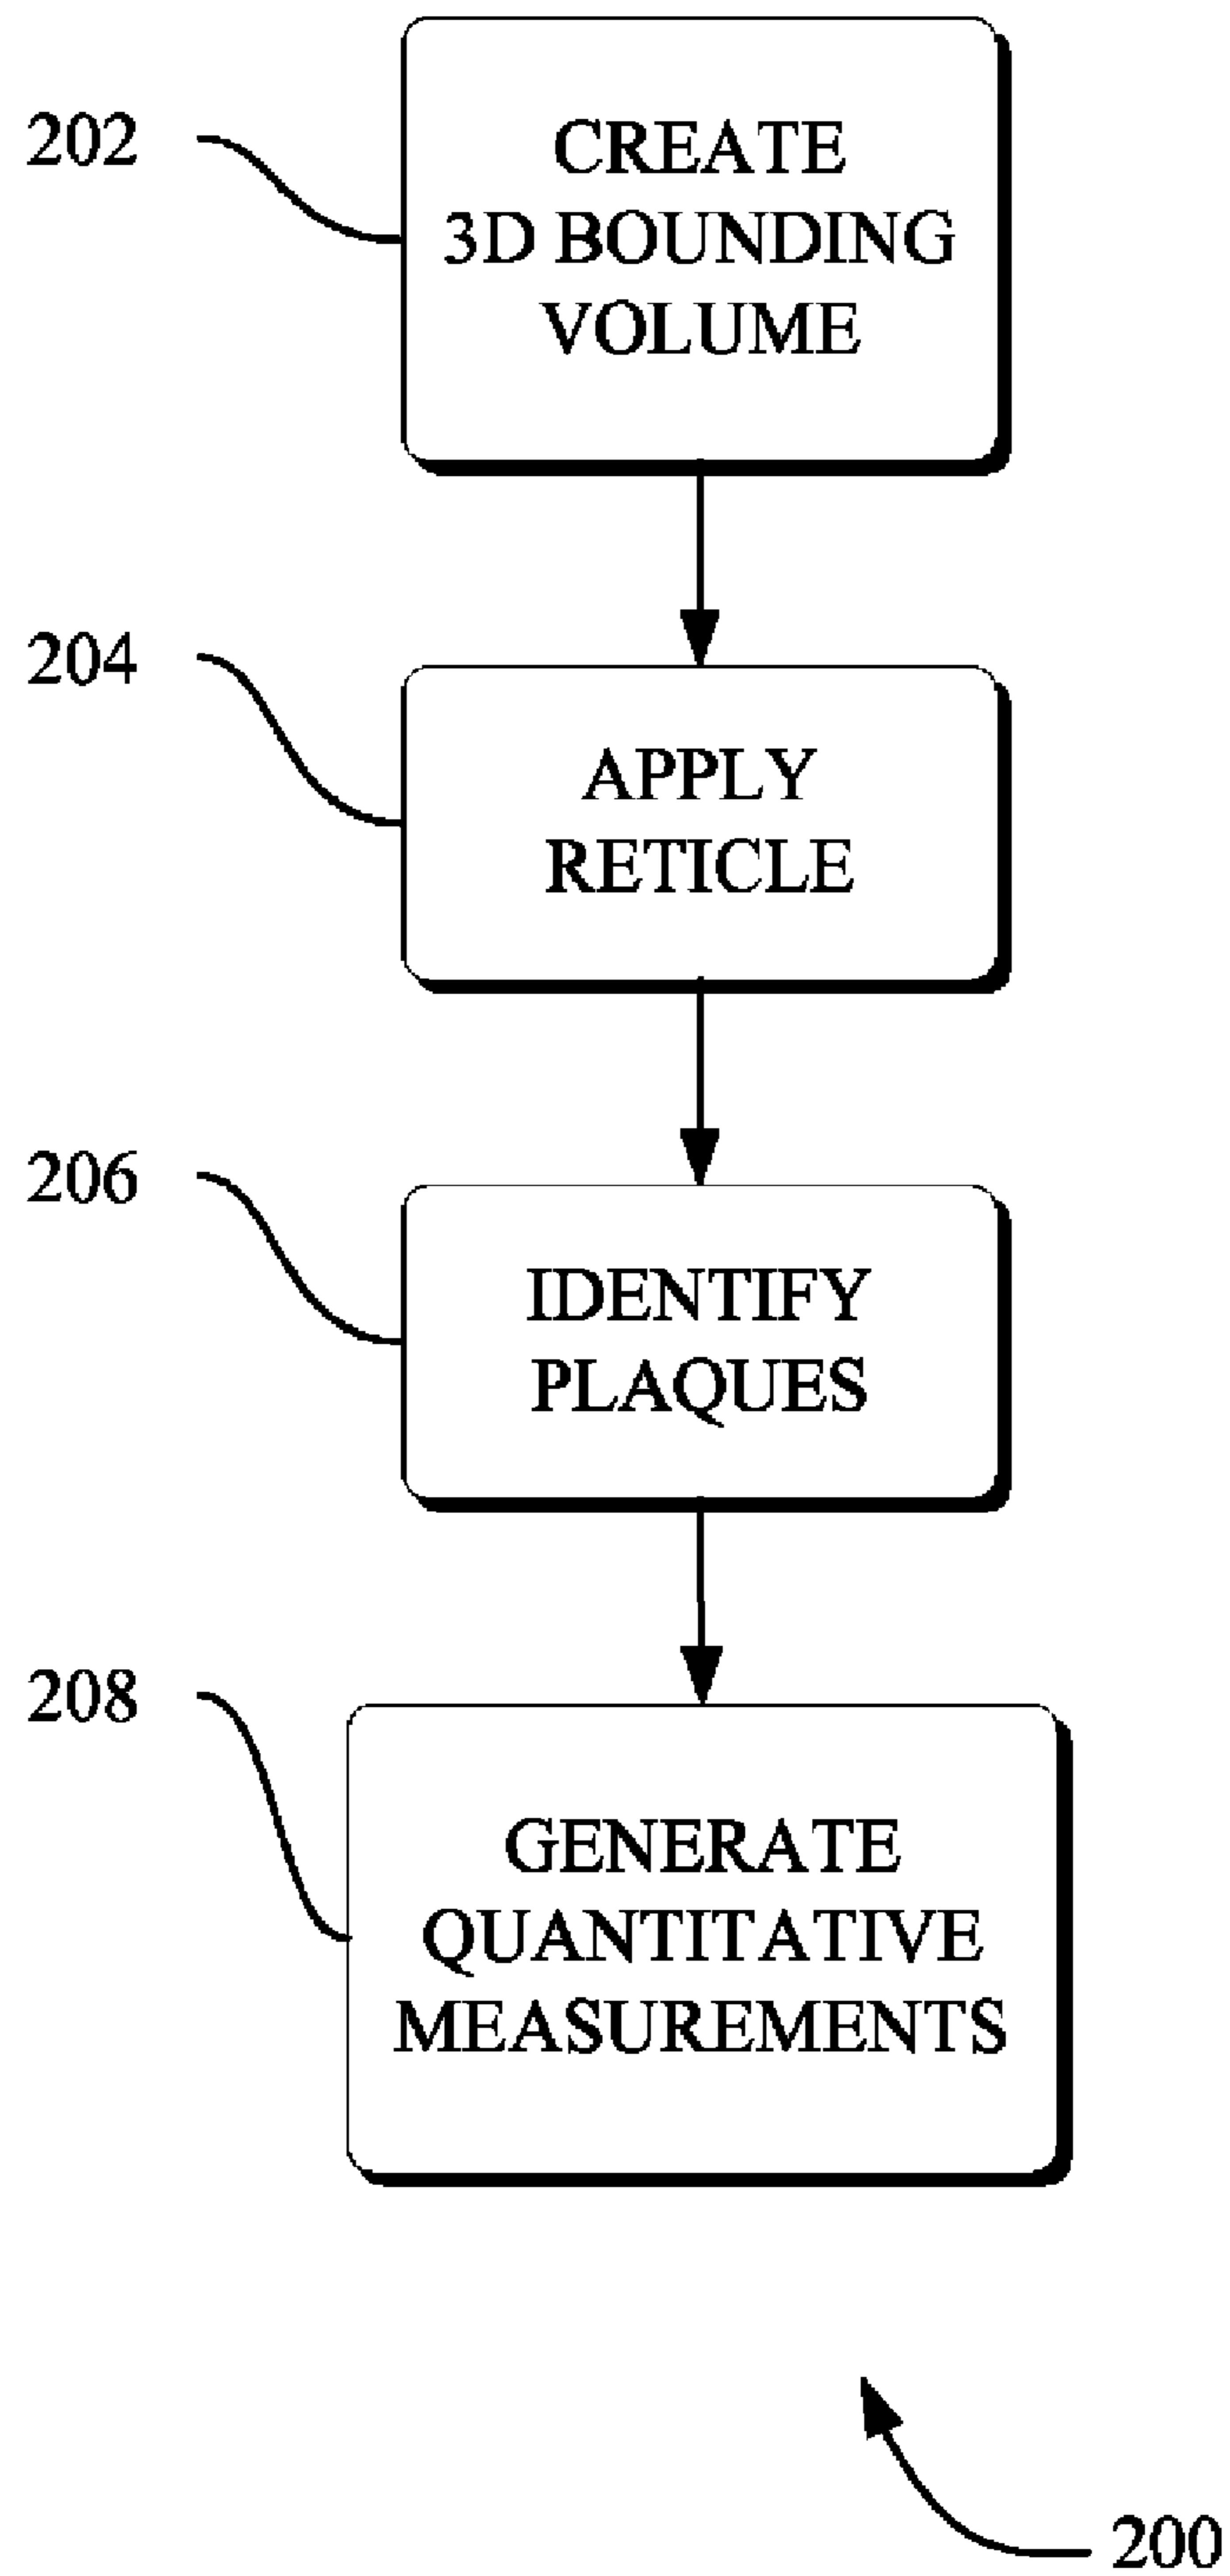 202
CREATE
3D BOUNDING
VOLUME
204
APPLY
RETICLE
206
IDENTIFY
PLAQUES
208
GENERATE
QUANTITATIVE
MEASUREMENTS
200